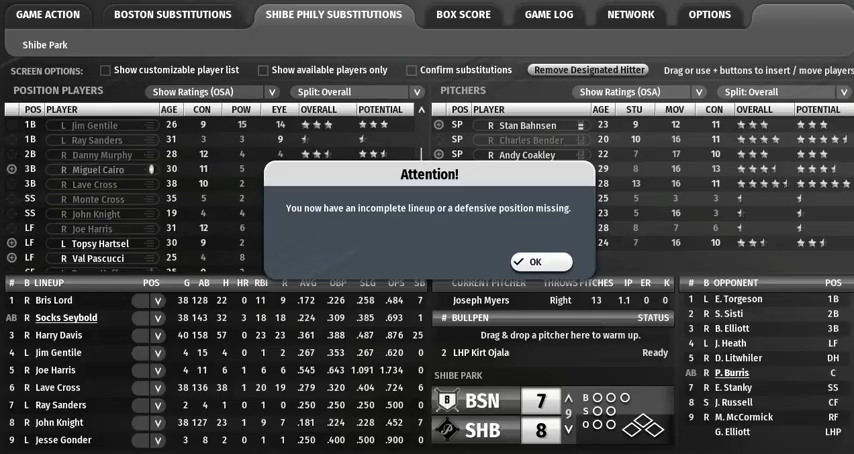 GAME ACTION BOSTON SUBSTITUTIONS SHIBE PHILY SUBSTITUTIONS BOX SCORE GAME LOG NETWORK OPTIONS
Shibe Park
SCREEN OPTIONS: Show customizable player list Show available players only Confirm substitutions Remove Designated Hitter Drag or use + buttons to insert / move players
POSITION PLAYERS Show Ratings (OSA) Split: Overall PITCHERS Show Ratings (OSA) Split: Overall
POS PLAYER AGE CON POW EYE OVERALL POTENTIAL POS PLAYER AGE STU MOV CON OVERALL POTENTIAL
1B L Jim Gentile 26 9 15 14 SP R Stan Bahnsen 23 9 12 11
1B L Ray Sanders 31 3 3 9 SP R Charles Bender 20 10 16 11
2B R Danny Murphy 28 12 4 4 SP R Andy Coakley 22 7 17 10
3B R Miguel Cairo 30 11 5 29 8 16 13
3B R Lave Cross 38 10 2 28 13 16 11
SS R Monte Cross 35 5 2 25 5 3 3
SS R John Knight 19 4 4 23 5 16 3
LF R Joe Harris 31 12 6 28 8 7 6
LF L Topsy Hartsel 30 9 2 24 7 16 11
LF R Val Pascucci 25 4 8
Attention!
You now have an incomplete lineup or a defensive position missing.
OK
# B LINEUP POS G AB H HR RBI R AVG OBP SLG OPS SB
1 R Bris Lord 38 128 22 0 11 9 .172 .226 .258 .484 7
AB R Socks Seybold 38 143 32 3 18 18 .224 .309 .385 .693 1
3 R Harry Davis 40 158 57 0 23 23 .361 .388 .487 .876 25
4 L Jim Gentile 4 15 4 0 1 2 .267 .353 .267 .620 0
5 R Joe Harris 4 11 6 1 6 6 .545 .643 1.091 1.734 0
6 R Lave Cross 38 136 38 1 20 19 .279 .320 .404 .724 6
7 L Ray Sanders 2 4 1 0 1 0 .250 .250 .500 .500 0
8 R John Knight 38 127 23 1 9 7 .181 .224 .228 .452 7
9 L Jesse Gonder 3 8 2 0 1 1 .250 .400 .500 .900 0
CURRENT PITCHER THROWS PITCHES IP ER K
Joseph Myers Right 13 1.1 0 0
# BULLPEN STATUS
Drag & drop a pitcher here to warm up.
2 LHP Kirt Ojala Ready
SHIBE PARK
8 BSN 7
SHB 8
9
B
S
O
# B OPPONENT POS
1 L E. Torgeson 1B
2 R S. Sisti 2B
3 R B. Elliott 3B
4 L J. Heath LF
5 R D. Litwhiler DH
AB R P. Burris C
7 R E. Stanky SS
8 S J. Russell CF
9 R M. McCormick RF
G. Elliott LHP